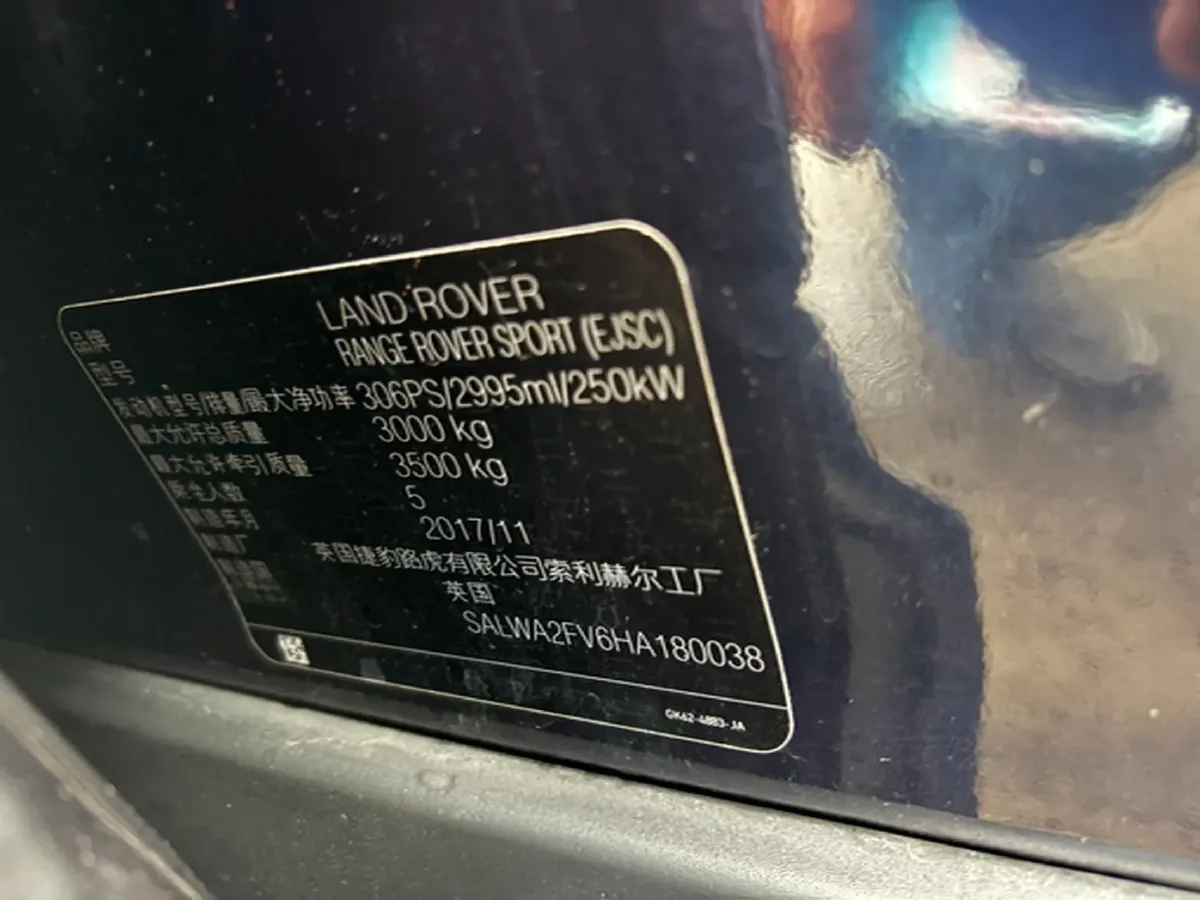 品牌 LAND ROVER
型号 RANGE ROVER SPORT (EJSC)
发动机型号/排量/最大净功率 306PS/2995ml/250kW
最大允许总质量 3000 kg
最大允许牵引质量 3500 kg
乘坐人数 5
制造年月 2017/11
制造厂 英国捷豹路虎有限公司索利赫尔工厂
制造国 英国
SALWA2FV6HA180038
GK62-4BB3-JA